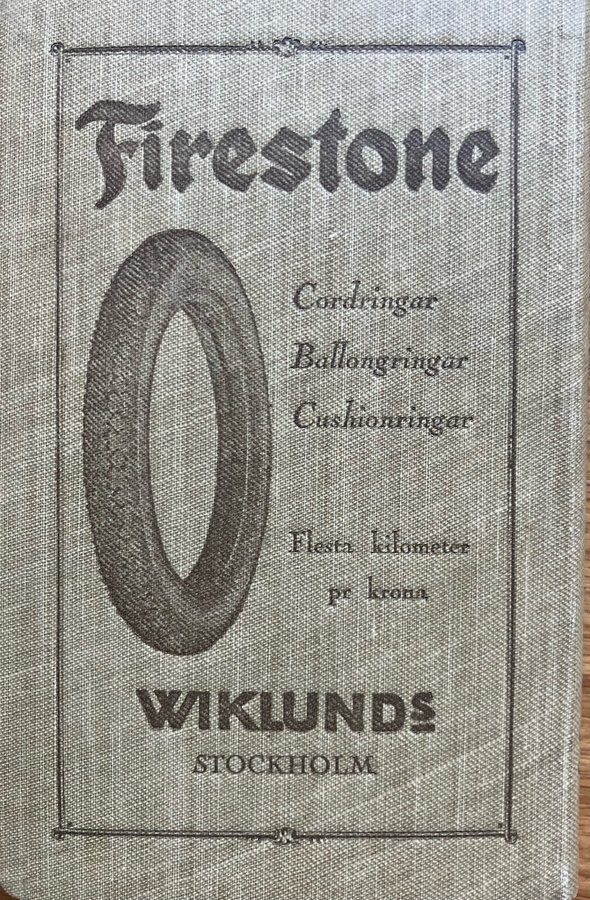 Firestone
Cordringar
Ballongringar
Cushionringar
Flesta kilometer
pr krona
WIKLUNDS
STOCKHOLM